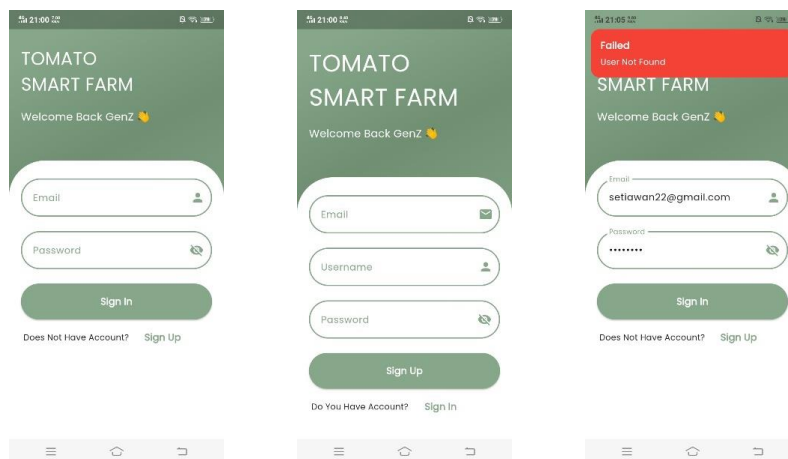 21:00
TOMATO
SMART FARM
Welcome Back GenZ 👏
Email
Password
Sign In
Does Not Have Account? Sign Up
21:00
TOMATO
SMART FARM
Welcome Back GenZ 👏
Email
Username
Password
Sign Up
Do You Have Account? Sign In
21:05
Failed
User Not Found
SMART FARM
Welcome Back GenZ 👏
Email
setiawan22@gmail.com
Password
••••••••
Sign In
Does Not Have Account? Sign Up